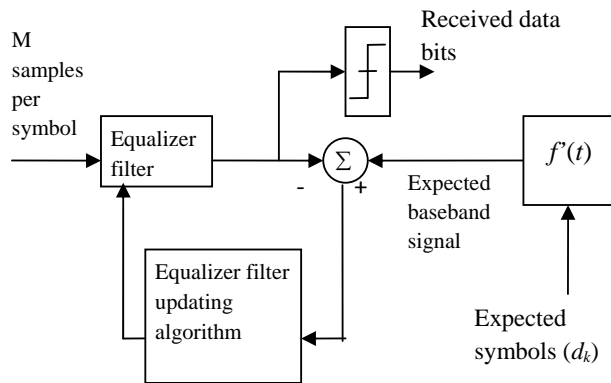 M
samples
per
symbol
Received data
bits
Equalizer
filter
Σ
-
+
f'(t)
Expected
baseband
signal
Equalizer filter
updating
algorithm
Expected
symbols (dk)